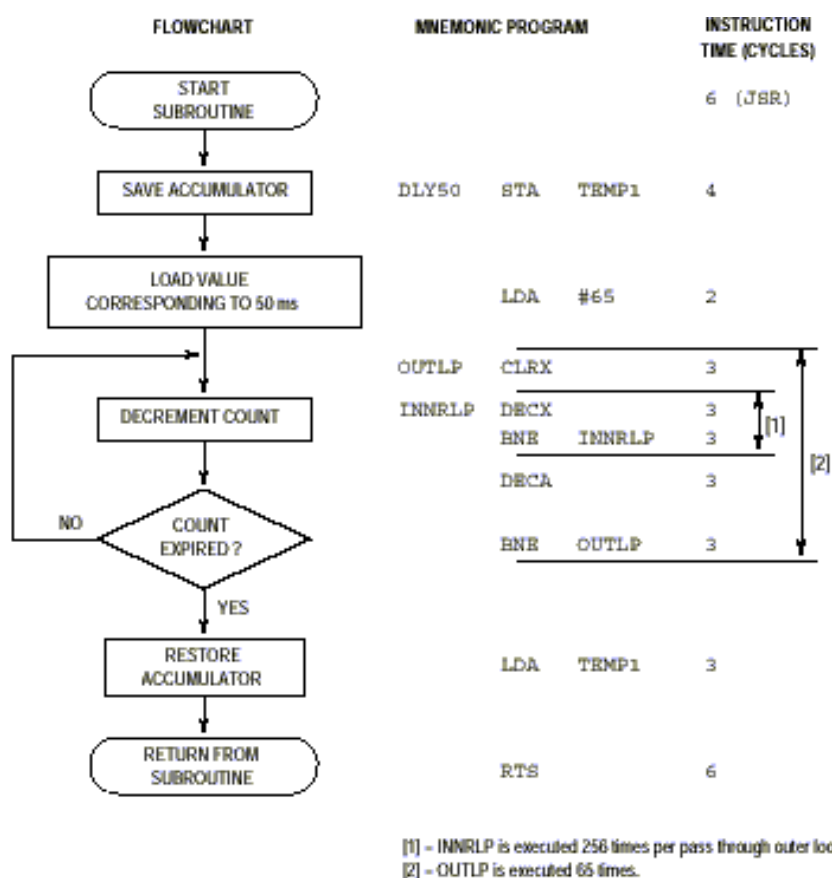 FLOWCHART MNEMONIC PROGRAM INSTRUCTION
TIME (CYCLES)
START
SUBROUTINE
6 (JSR)
SAVE ACCUMULATOR DLY50 STA TEMP1 4
LOAD VALUE
CORRESPONDING TO 50 ms
LDA #65 2
OUTLP CLRX 3
DECREMENT COUNT INNRLP DECX 3
BNE INNRLP 3
[1]
DECA 3
[2]
NO
COUNT
EXPIRED ?
BNE OUTLP 3
YES
RESTORE
ACCUMULATOR
LDA TEMP1 3
RETURN FROM
SUBROUTINE
RTS 6
[1] – INNRLP is executed 256 times per pass through outer
[2] – OUTLP is executed 65 times.